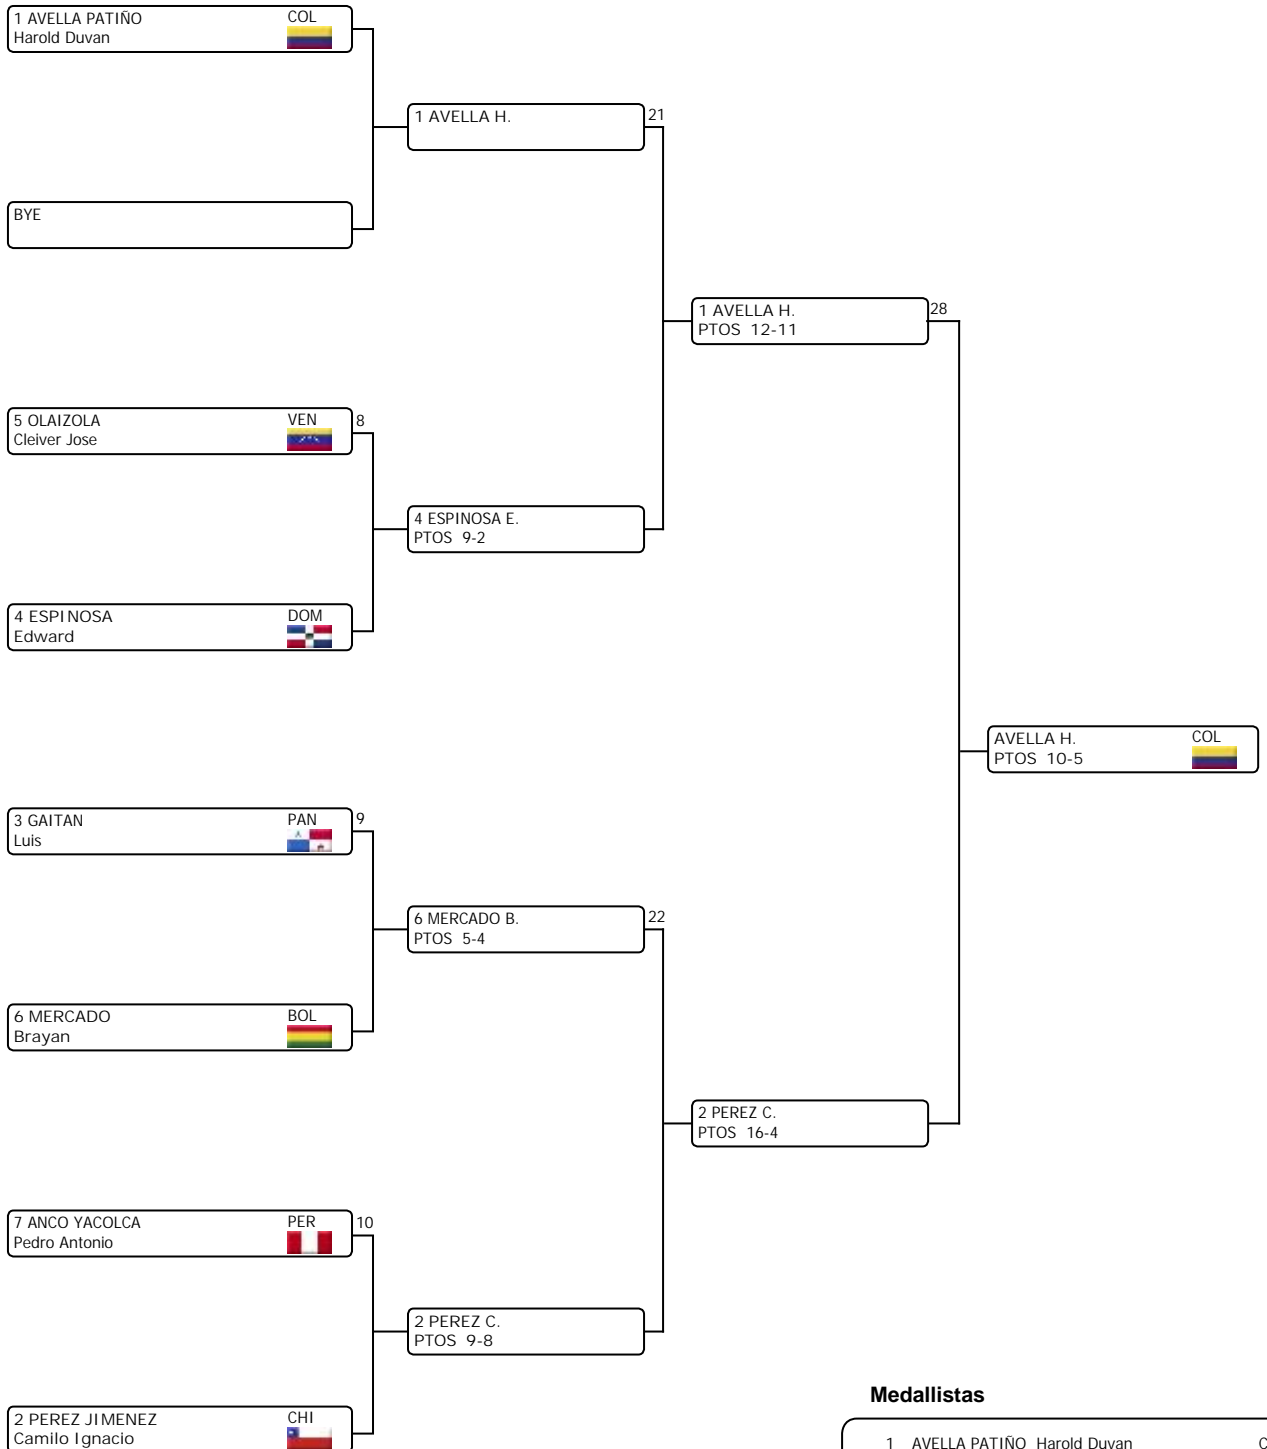 1 AVELLA PATIÑO COL
Harold Duvan
1 AVELLA H. 21
BYE
1 AVELLA H. 28
PTOS 12-11
5 OLAIZOLA VEN 8
Cleiver Jose
4 ESPINOSA E.
PTOS 9-2
4 ESPINOSA DOM
Edward
AVELLA H. COL
PTOS 10-5
3 GAITAN PAN 9
Luis
6 MERCADO B. 22
PTOS 5-4
6 MERCADO BOL
Brayan
2 PEREZ C.
PTOS 16-4
7 ANCO YACOLCA PER 10
Pedro Antonio
2 PEREZ C.
PTOS 9-8
Medallistas
2 PEREZ JIMENEZ CHI
Camilo Ignacio
1 AVELLA PATIÑO Harold Duvan